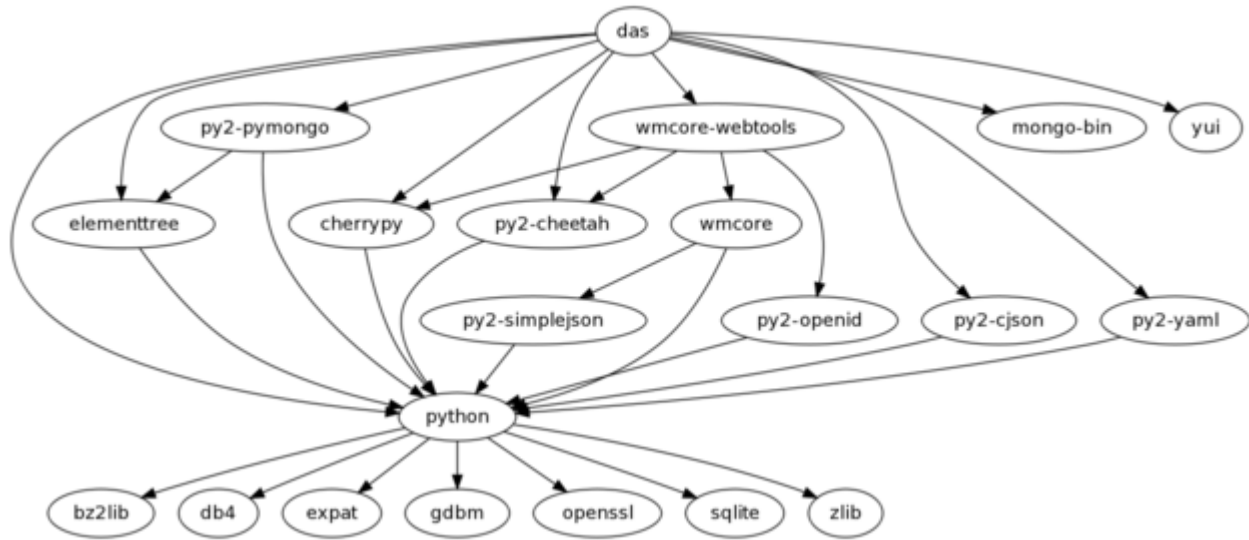 das
py2-pymongo
wmcore-webtools
mongo-bin
yui
elementtree
cherrypy
py2-cheetah
wmcore
py2-simplejson
py2-openid
py2-cjson
py2-yaml
python
bz2lib
db4
expat
gdbm
openssl
sqlite
zlib